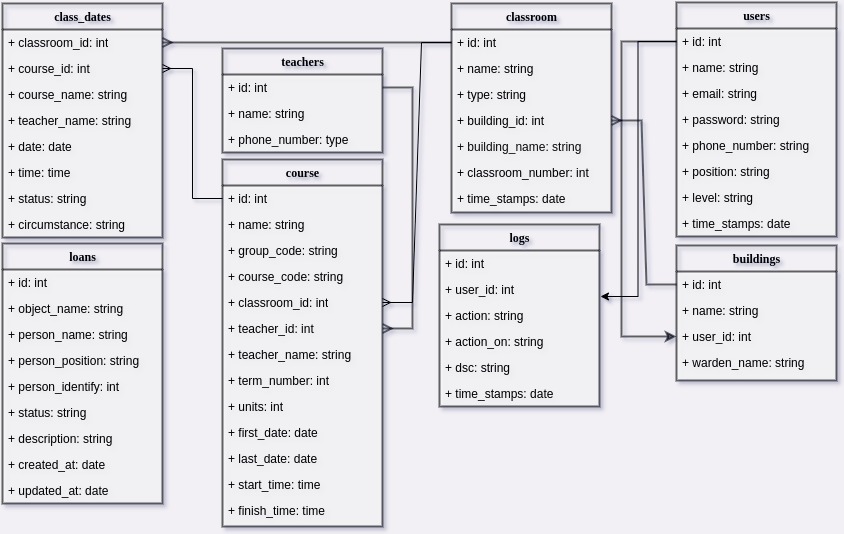 class_dates
+ classroom_id: int
+ course_id: int
+ course_name: string
+ teacher_name: string
+ date: date
+ time: time
+ status: string
+ circumstance: string
loans
+ id: int
+ object_name: string
+ person_name: string
+ person_position: string
+ person_identify: int
+ status: string
+ description: string
+ created_at: date
+ updated_at: date
teachers
+ id: int
+ name: string
+ phone_number: type
course
+ id: int
+ name: string
+ group_code: string
+ course_code: string
+ classroom_id: int
+ teacher_id: int
+ teacher_name: string
+ term_number: int
+ units: int
+ first_date: date
+ last_date: date
+ start_time: time
+ finish_time: time
classroom
+ id: int
+ name: string
+ type: string
+ building_id: int
+ building_name: string
+ classroom_number: int
+ time_stamps: date
logs
+ id: int
+ user_id: int
+ action: string
+ action_on: string
+ dsc: string
+ time_stamps: date
users
+ id: int
+ name: string
+ email: string
+ password: string
+ phone_number: string
+ position: string
+ level: string
+ time_stamps: date
buildings
+ id: int
+ name: string
+ user_id: int
+ warden_name: string